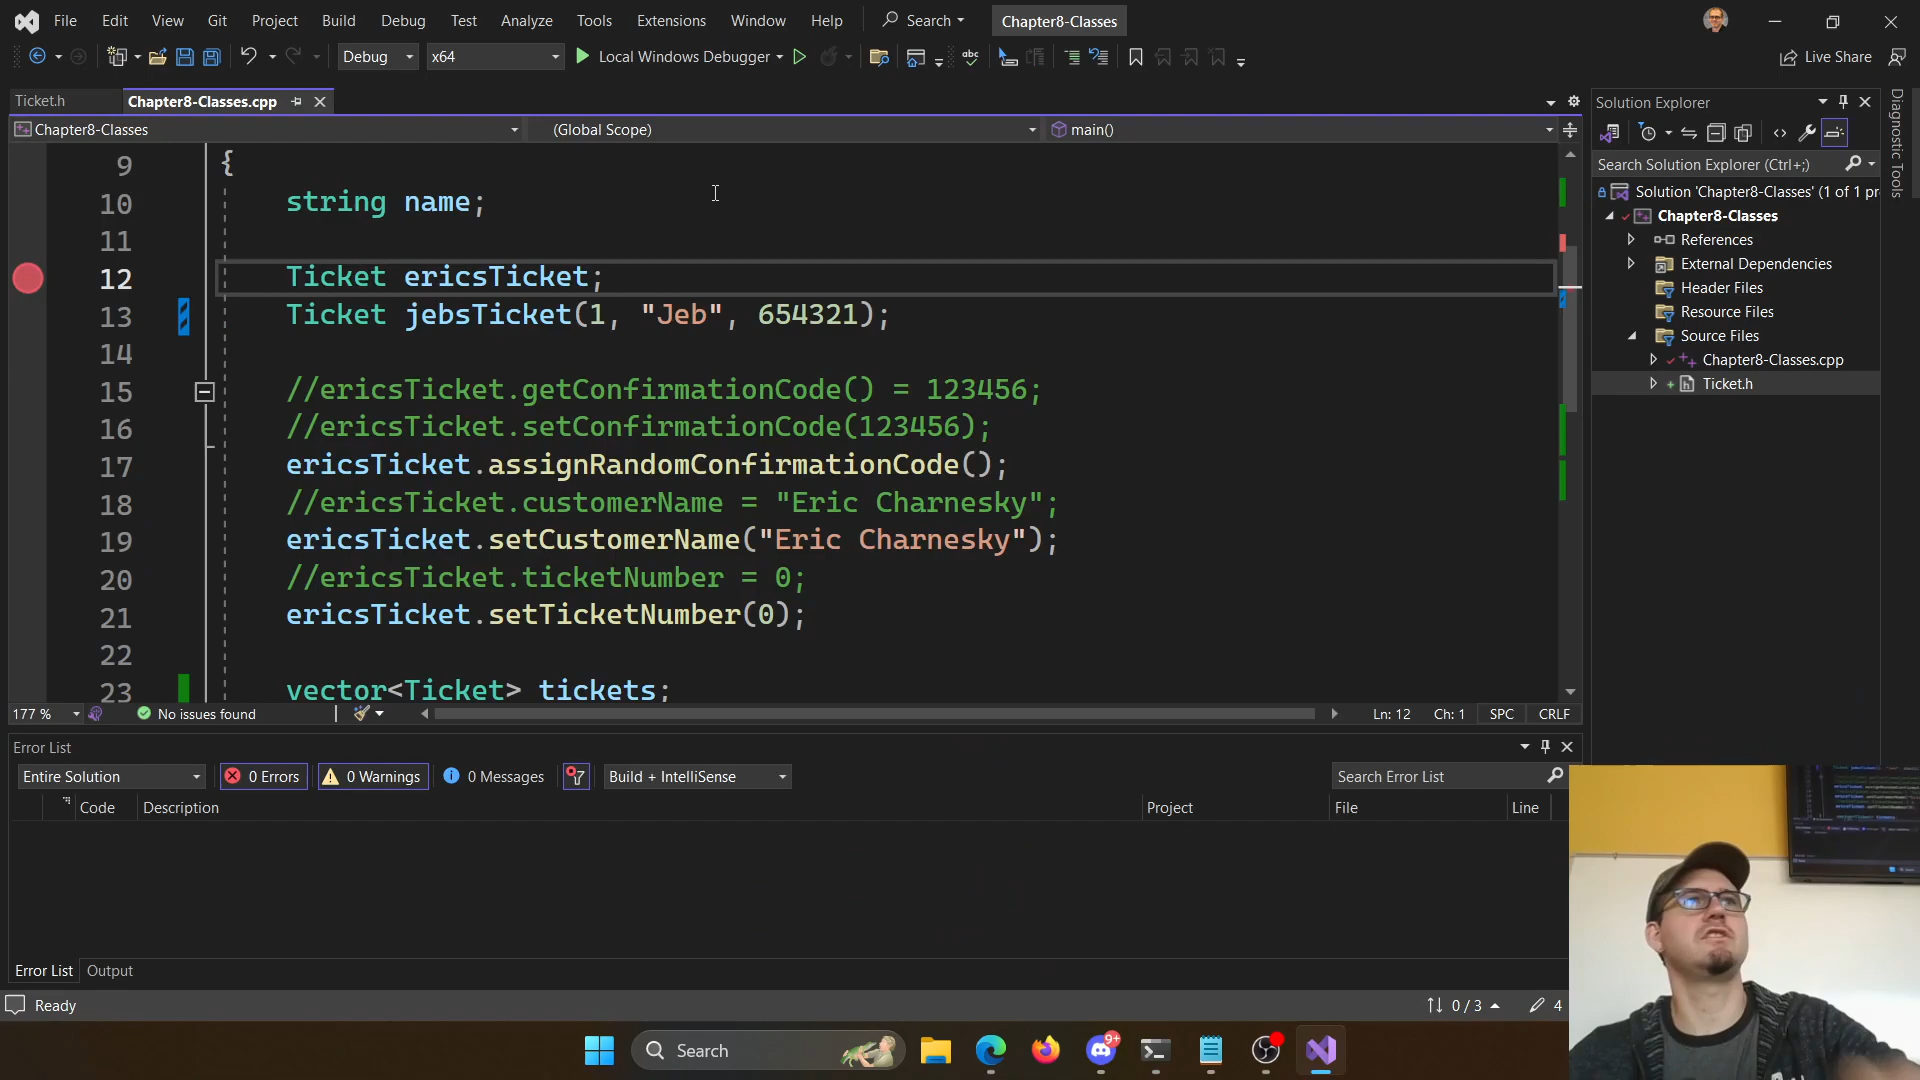 File Edit View Git Project Build Debug Test Analyze Tools Extensions Window Help Search Chapter8-Classes
Debug x64 Local Windows Debugger Live Share
Ticket.h Chapter8-Classes.cpp
Chapter8-Classes (Global Scope) main()
9 {
10 string name;
11
12 Ticket ericsTicket;
13 Ticket jebsTicket(1, "Jeb", 654321);
14
15 //ericsTicket.getConfirmationCode() = 123456;
16 //ericsTicket.setConfirmationCode(123456);
17 ericsTicket.assignRandomConfirmationCode();
18 //ericsTicket.customerName = "Eric Charnesky";
19 ericsTicket.setCustomerName("Eric Charnesky");
20 //ericsTicket.ticketNumber = 0;
21 ericsTicket.setTicketNumber(0);
22
23 vector<Ticket> tickets;
177 % No issues found Ln: 12 Ch: 1 SPC CRLF
Solution Explorer
Search Solution Explorer (Ctrl+;)
Solution 'Chapter8-Classes' (1 of 1 pr
Chapter8-Classes
References
External Dependencies
Header Files
Resource Files
Source Files
Chapter8-Classes.cpp
Ticket.h
Diagnostic Tools
Error List
Entire Solution 0 Errors 0 Warnings 0 Messages Build + IntelliSense Search Error List
Code Description Project File Line
Error List Output
Ready 0 / 3 4
Search 9+